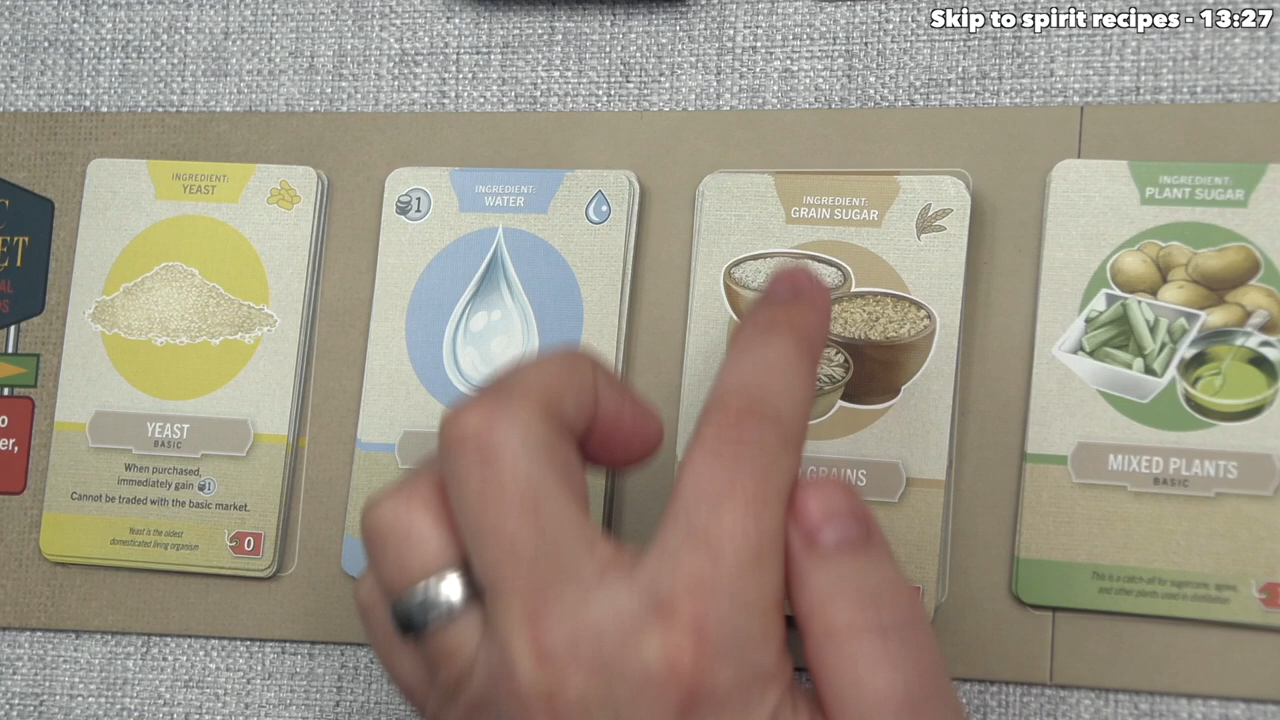 Skip to spirit recipes - 13:27
INGREDIENT:
YEAST
YEAST
BASIC
When purchased,
immediately gain 1
Cannot be traded with the basic market.
Yeast is the oldest
domesticated living organism
0
1
INGREDIENT:
WATER
INGREDIENT:
GRAIN SUGAR
GRAINS
INGREDIENT:
PLANT SUGAR
MIXED PLANTS
BASIC
This is a catch-all for sugarcane, agave,
and other plants used in distillation